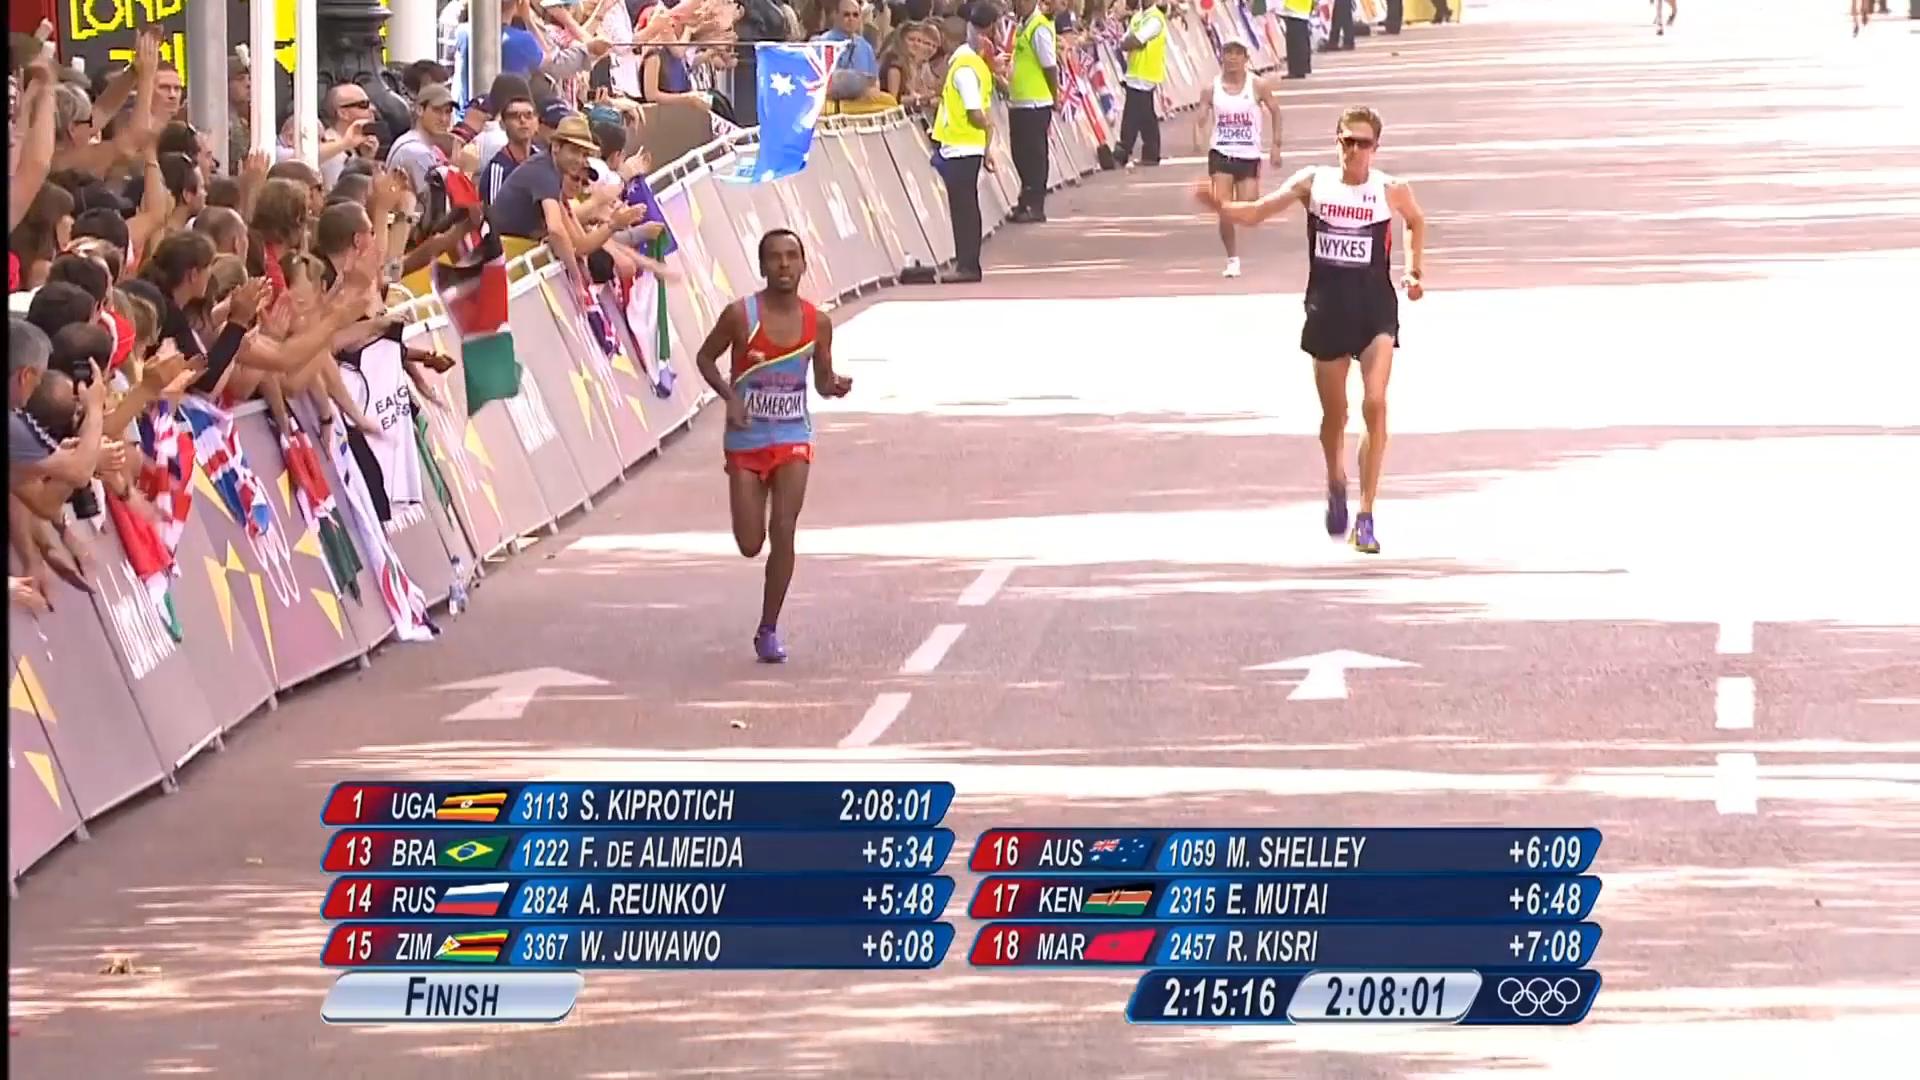 LONDON
PERU
PACHECO
CANADA
WYKES
ASMEROM
1 UGA 3113 S. KIPROTICH 2:08:01
13 BRA 1222 F. DE ALMEIDA +5:34
14 RUS 2824 A. REUNKOV +5:48
15 ZIM 3367 W. JUWAWO +6:08
16 AUS 1059 M. SHELLEY +6:09
17 KEN 2315 E. MUTAI +6:48
18 MAR 2457 R. KISRI +7:08
FINISH
2:15:16 2:08:01